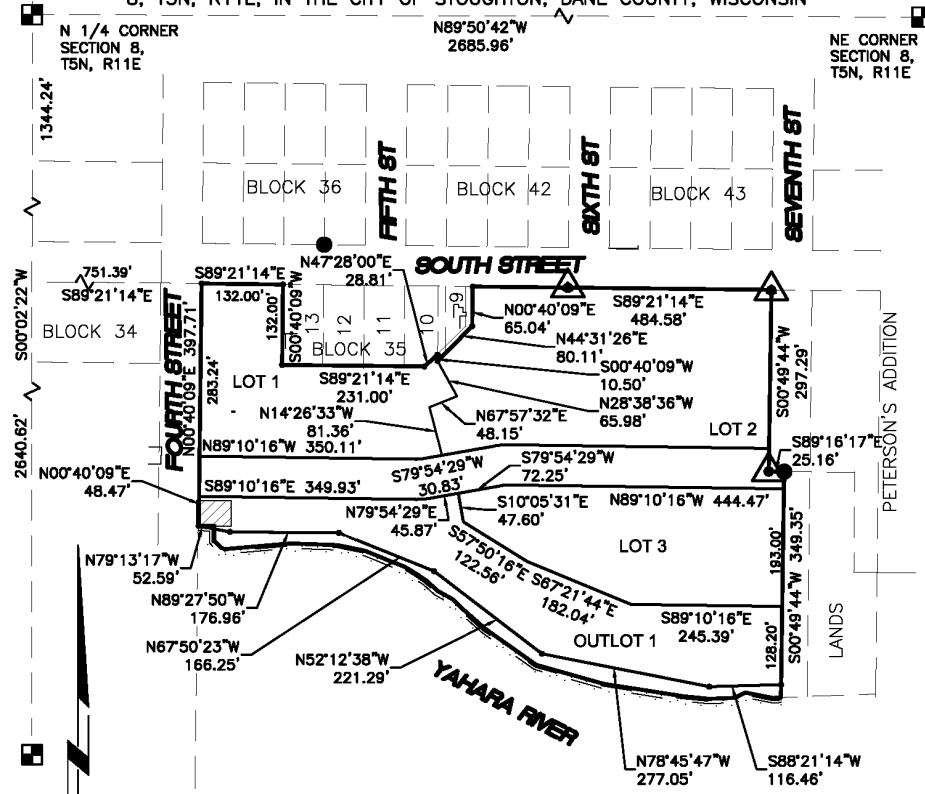 8, T5N, R11E, IN THE CITY OF STOUGHTON, DANE COUNTY, WISCONSIN
N 1/4 CORNER
SECTION 8,
T5N, R11E
N89°50'42"W
2685.96'
NE CORNER
SECTION 8,
T5N, R11E
1344.24'
BLOCK 36
FIFTH ST
BLOCK 42
SIXTH ST
BLOCK 43
SEVENTH ST
S00°02'22"W
2640.62'
751.39'
S89°21'14"E
BLOCK 34
FOURTH STREET
N00°40'09"E 397.71'
283.24'
S89°21'14"E
132.00'
132.00'
S00°40'09"W
N47°28'00"E
28.81'
SOUTH STREET
13
12
11
10
9
BLOCK 35
S89°21'14"E
231.00'
N00°40'09"E
65.04'
S89°21'14"E
484.58'
N44°31'26"E
80.11'
S00°40'09"W
10.50'
N28°38'36"W
65.98'
S00°49'44"W
297.29'
PETERSON'S ADDITION
LOT 1
N14°26'33"W
81.36'
N67°57'32"E
48.15'
LOT 2
S89°16'17"E
25.16'
N89°10'16"W 350.11'
S79°54'29"W
30.83'
S79°54'29"W
72.25'
N00°40'09"E
48.47'
S89°10'16"E 349.93'
N79°54'29"E
45.87'
S10°05'31"E
47.60'
N89°10'16"W 444.47'
LOT 3
S57°50'16"E
122.56'
S67°21'44"E
182.04'
193.00'
S00°49'44"W 349.35'
N79°13'17"W
52.59'
N89°27'50"W
176.96'
N67°50'23"W
166.25'
N52°12'38"W
221.29'
S89°10'16"E
245.39'
OUTLOT 1
128.20'
LANDS
YAHARA RIVER
N78°45'47"W
277.05'
S88°21'14"W
116.46'